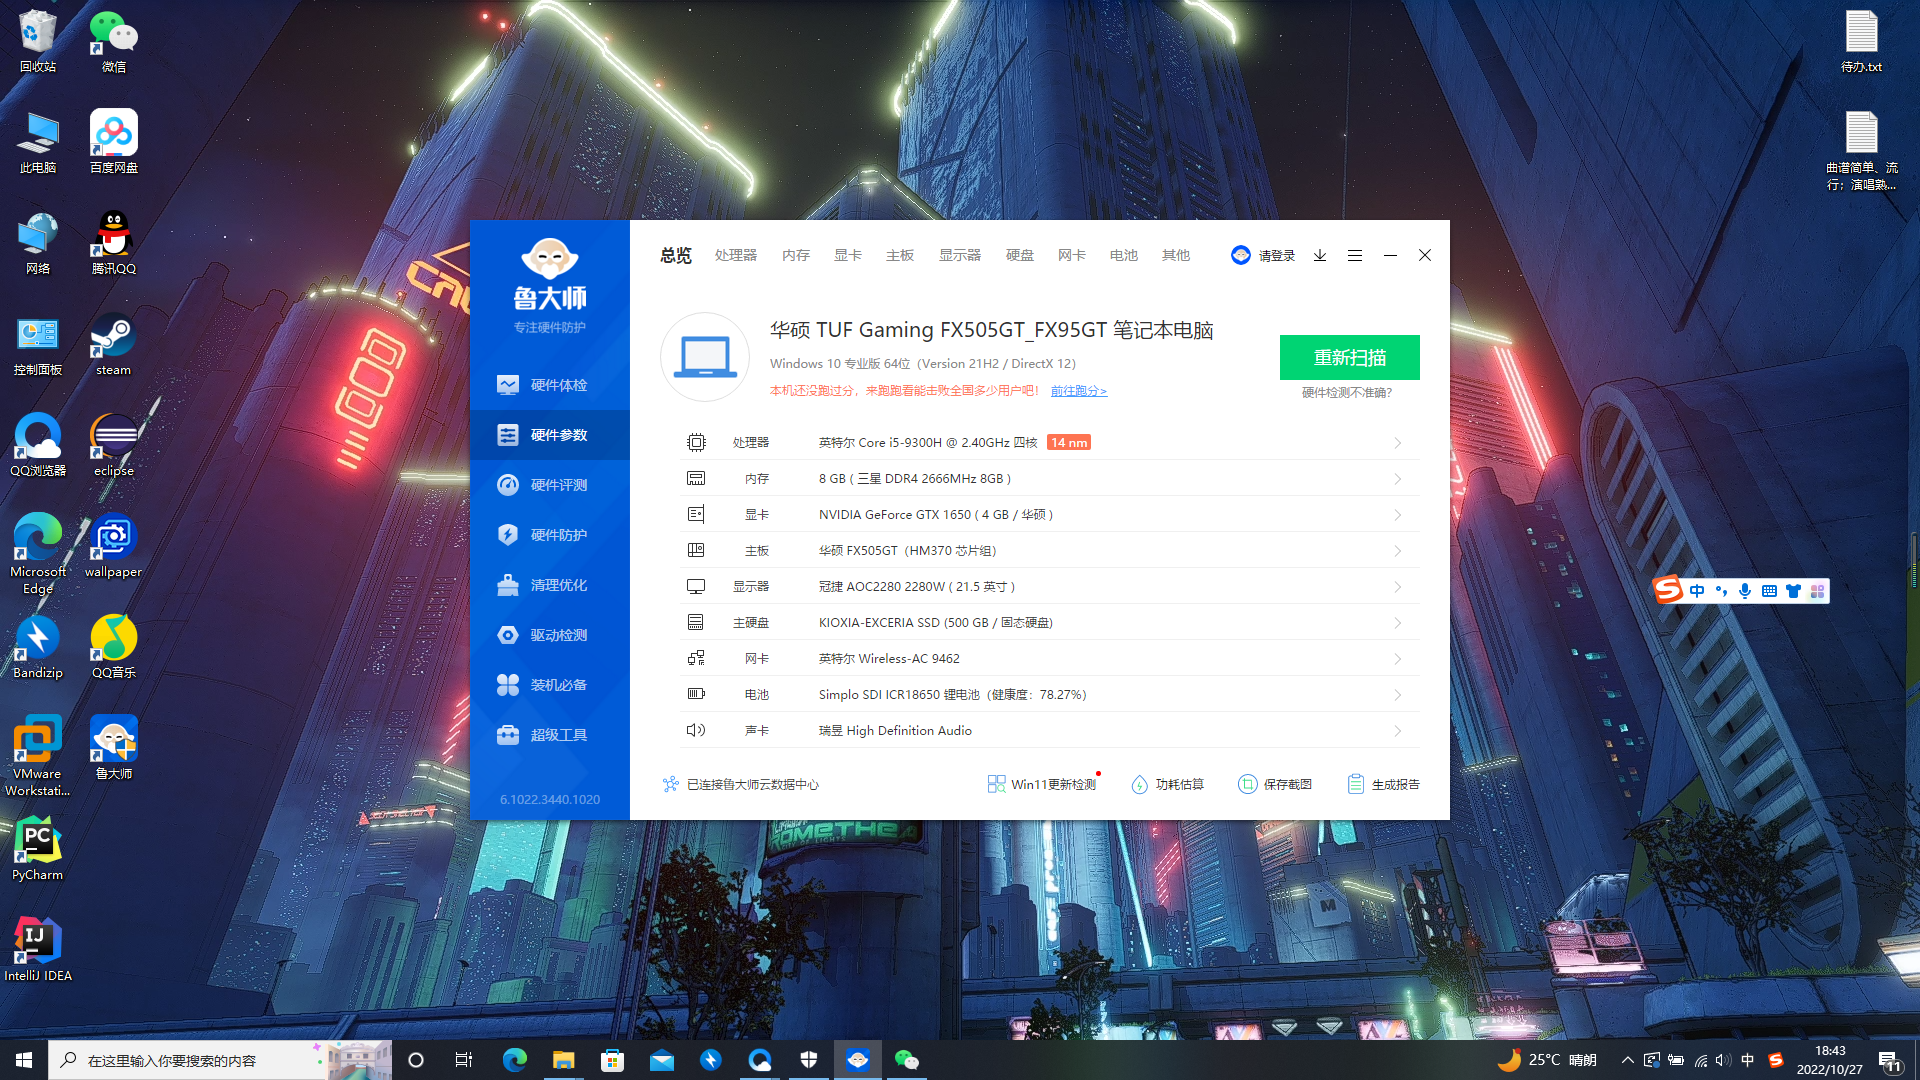 回收站
微信
此电脑
百度网盘
网络
腾讯QQ
控制面板
steam
QQ浏览器
eclipse
Microsoft
Edge
wallpaper
Bandizip
QQ音乐
VMware
Workstati...
鲁大师
PC
PyCharm
IJ
IntelliJ IDEA
待办.txt
曲谱简单、流
行；演唱熟...
鲁大师
专注硬件防护
硬件体检
硬件参数
硬件评测
硬件防护
清理优化
驱动检测
装机必备
超级工具
6.1022.3440.1020
总览 处理器 内存 显卡 主板 显示器 硬盘 网卡 电池 其他 请登录
华硕 TUF Gaming FX505GT_FX95GT 笔记本电脑
Windows 10 专业版 64位（Version 21H2 / DirectX 12）
本机还没跑过分，来跑跑看能击败全国多少用户吧！ 前往跑分>
重新扫描
硬件检测不准确?
处理器 英特尔 Core i5-9300H @ 2.40GHz 四核 14 nm
内存 8 GB ( 三星 DDR4 2666MHz 8GB )
显卡 NVIDIA GeForce GTX 1650 ( 4 GB / 华硕 )
主板 华硕 FX505GT（HM370 芯片组）
显示器 冠捷 AOC2280 2280W ( 21.5 英寸 )
主硬盘 KIOXIA-EXCERIA SSD (500 GB / 固态硬盘)
网卡 英特尔 Wireless-AC 9462
电池 Simplo SDI ICR18650 锂电池（健康度：78.27%）
声卡 瑞昱 High Definition Audio
已连接鲁大师云数据中心 Win11更新检测 功耗估算 保存截图 生成报告
S 中
M
在这里输入你要搜索的内容
25°C 晴朗
中
S
18:43
2022/10/27
11